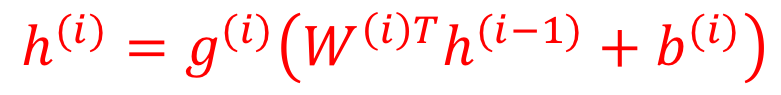 h^{(i)} = g^{(i)}(W^{(i)T}h^{(i-1)} + b^{(i)})